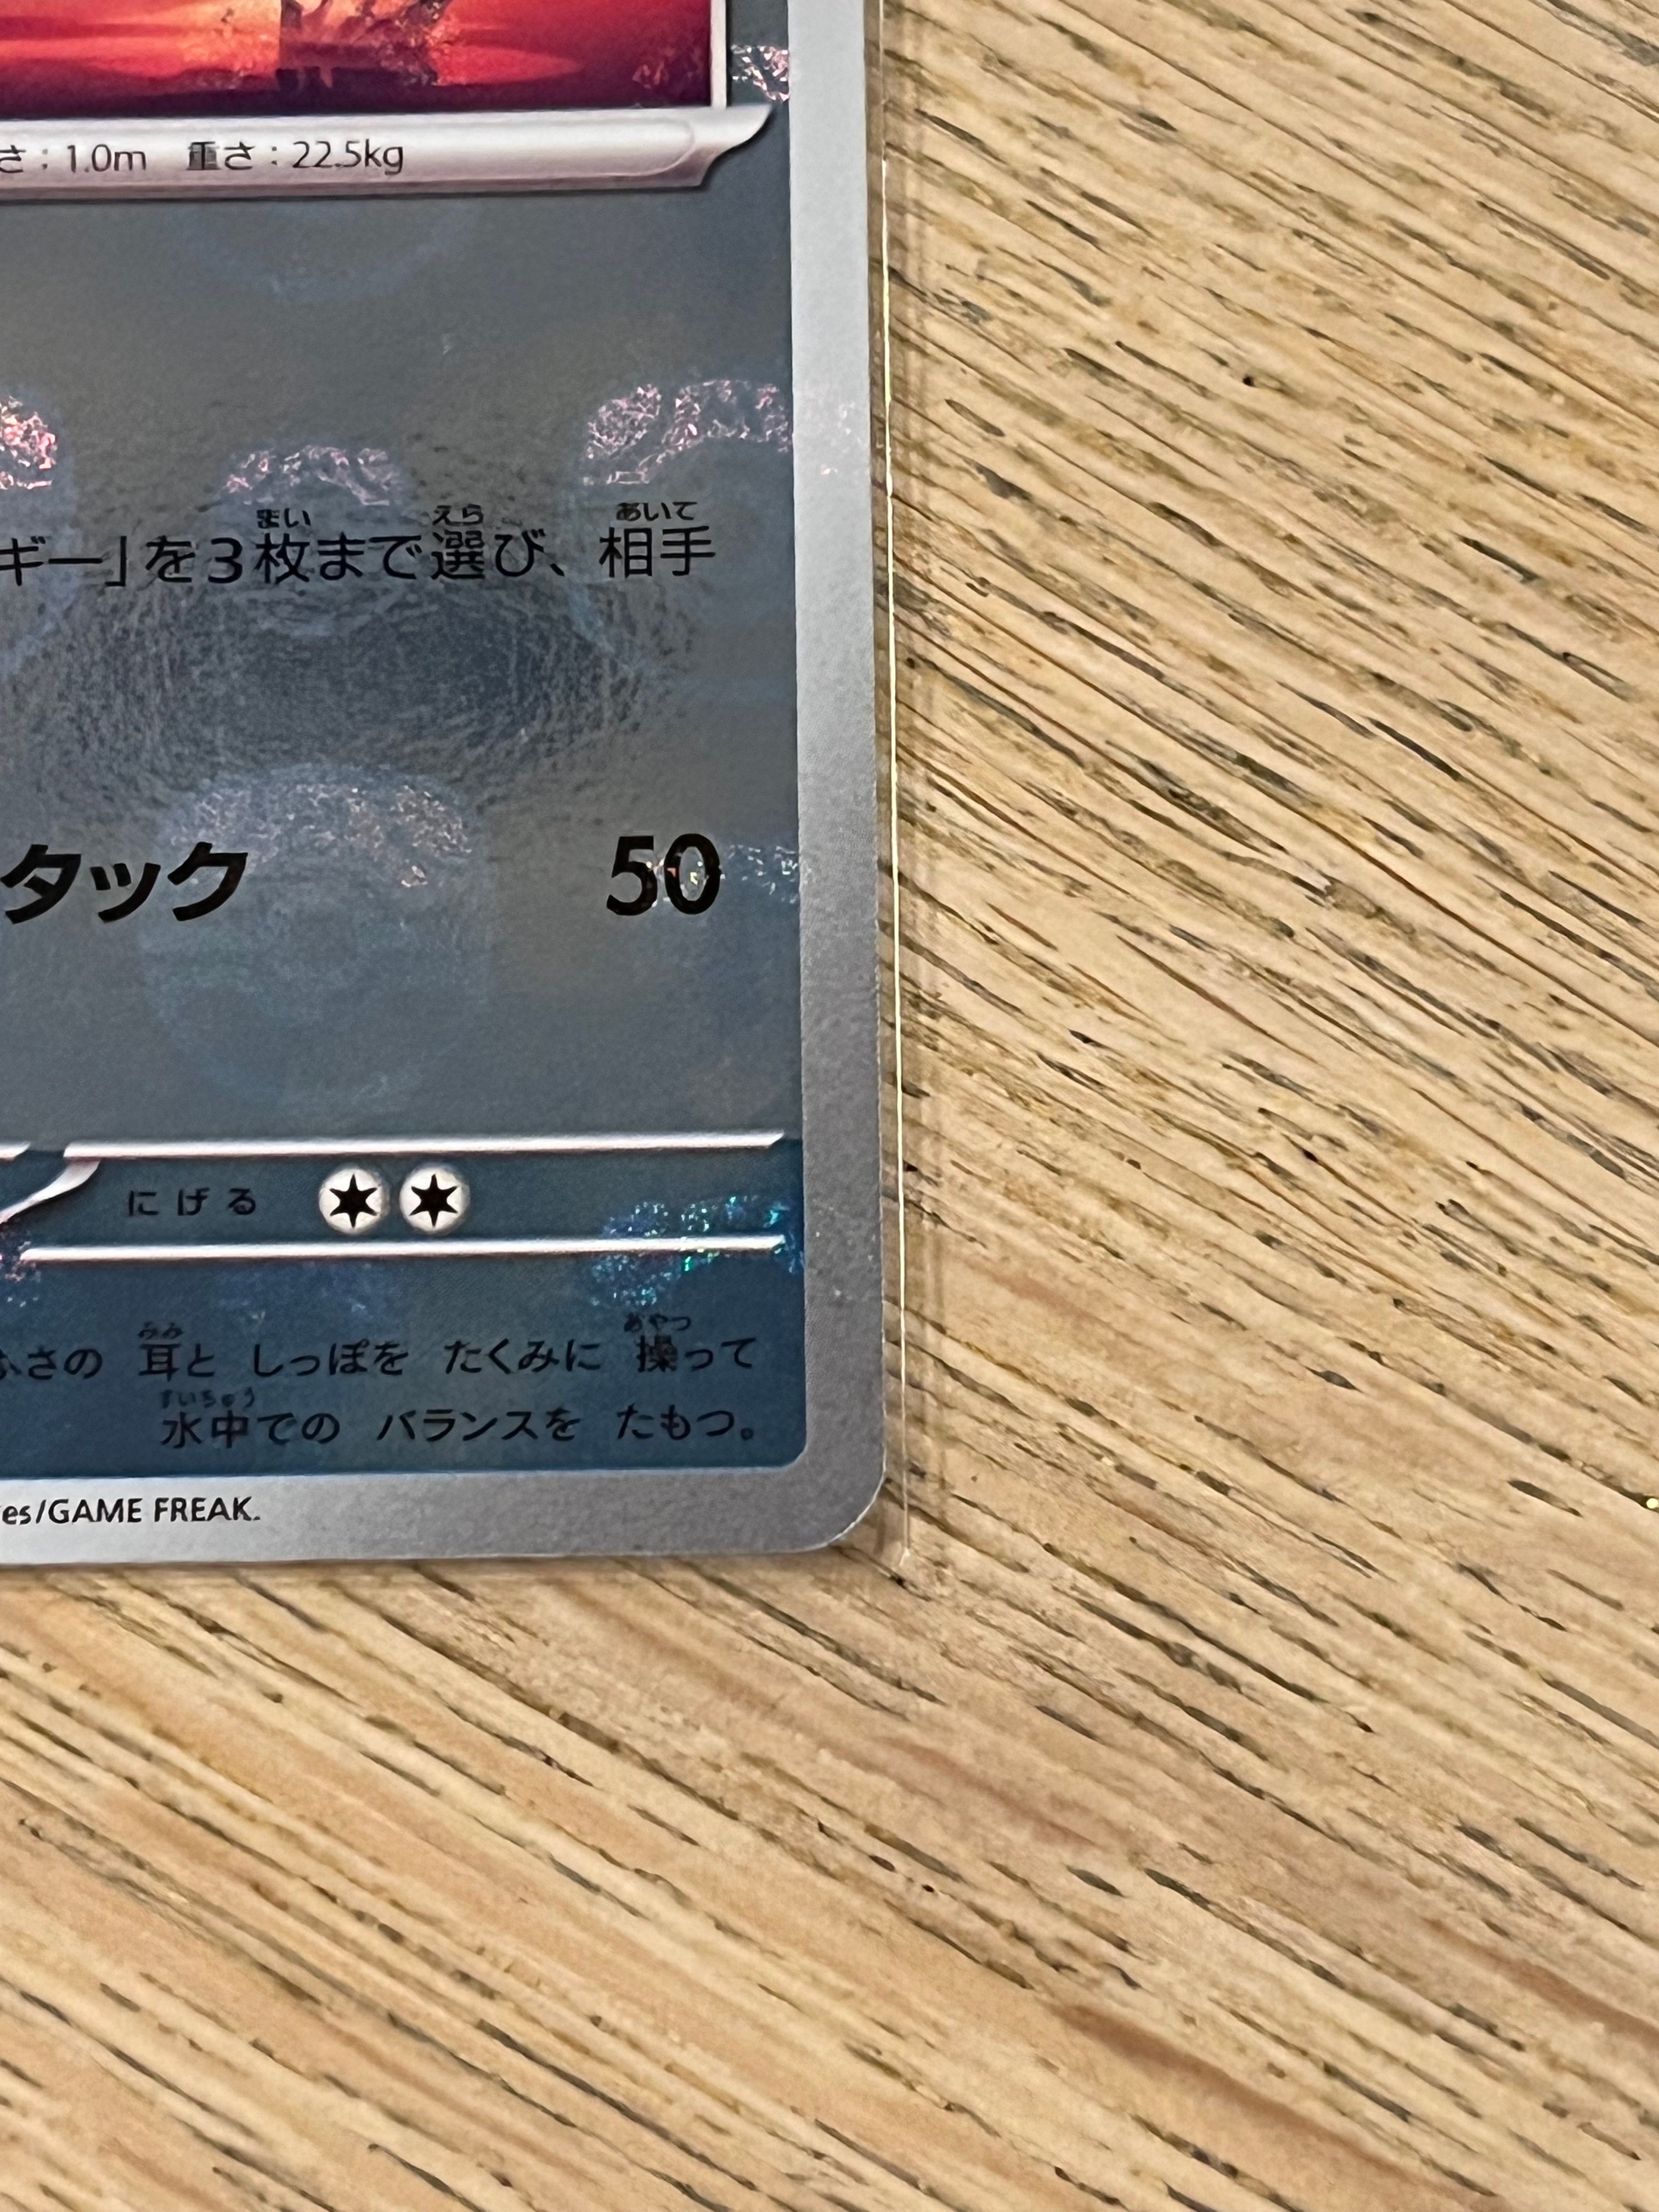 さ：1.0m 重さ：22.5kg
ギー」を3枚まで選び、相手
まい えら あいて
タック 50
にげる
ふさの 耳と しっぽを たくみに 操って
みみ あやつ
水中での バランスを たもつ。
すいちゅう
es/GAME FREAK.